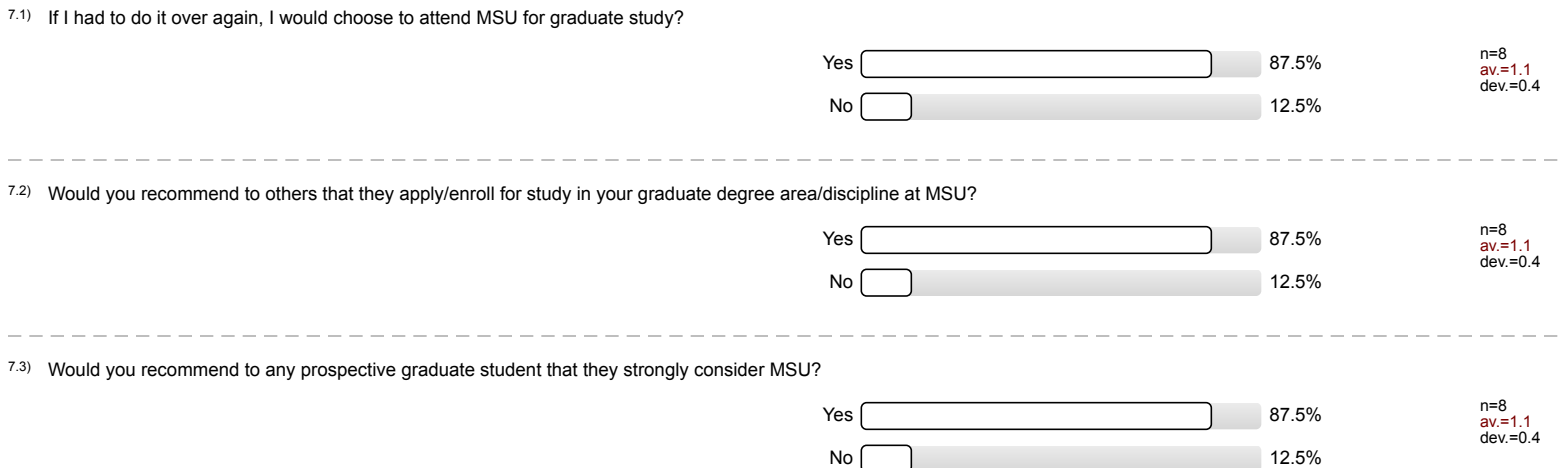 7.1) If I had to do it over again, I would choose to attend MSU for graduate study?
Yes 87.5%
No 12.5%
n=8
av.=1.1
dev.=0.4
7.2) Would you recommend to others that they apply/enroll for study in your graduate degree area/discipline at MSU?
Yes 87.5%
No 12.5%
n=8
av.=1.1
dev.=0.4
7.3) Would you recommend to any prospective graduate student that they strongly consider MSU?
Yes 87.5%
No 12.5%
n=8
av.=1.1
dev.=0.4